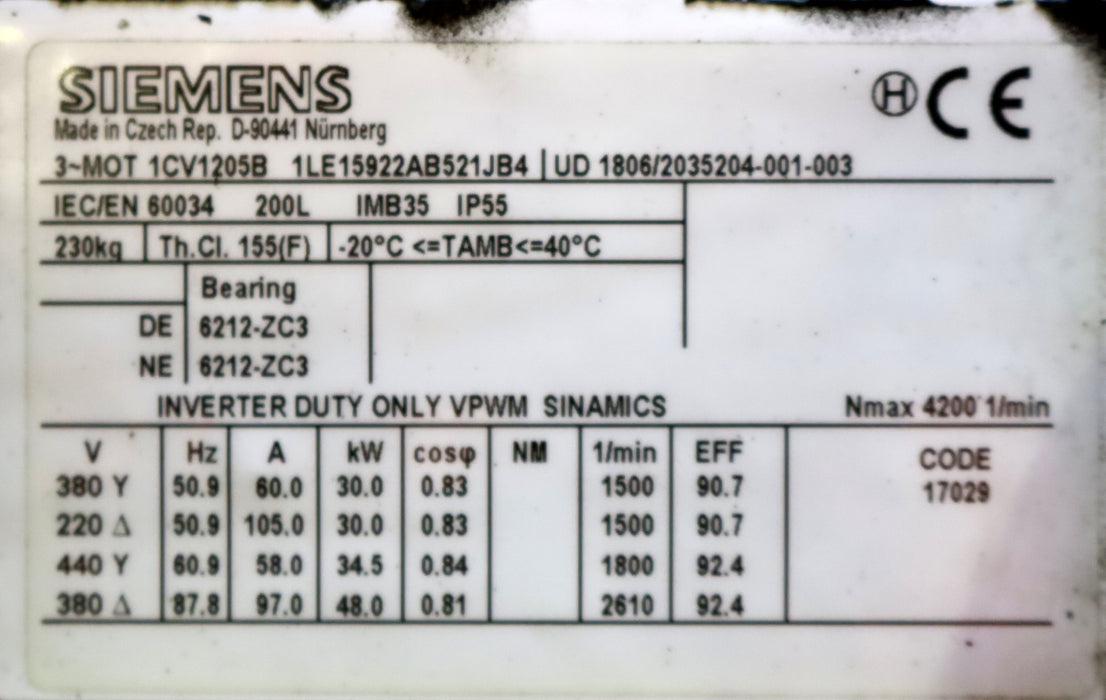 SIEMENS
H CE
Made in Czech Rep. D-90441 Nürnberg
3~MOT 1CV1205B 1LE15922AB521JB4 UD 1806/2035204-001-003
IEC/EN 60034 200L IMB35 IP55
230kg Th.Cl. 155(F) -20°C <=TAMB<=40°C
Bearing
DE 6212-ZC3
NE 6212-ZC3
INVERTER DUTY ONLY VPWM SINAMICS Nmax 4200 1/min
V Hz A kW cosφ NM 1/min EFF CODE
380 Y 50.9 60.0 30.0 0.83 1500 90.7 17029
220 Δ 50.9 105.0 30.0 0.83 1500 90.7
440 Y 60.9 58.0 34.5 0.84 1800 92.4
380 Δ 87.8 97.0 48.0 0.81 2610 92.4